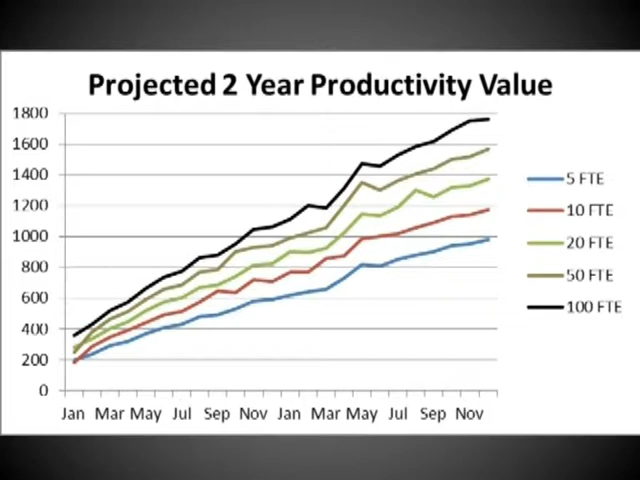 Projected 2 Year Productivity Value
1800
1600
1400
1200
1000
800
600
400
200
0
Jan Mar May Jul Sep Nov Jan Mar May Jul Sep Nov
5 FTE
10 FTE
20 FTE
50 FTE
100 FTE